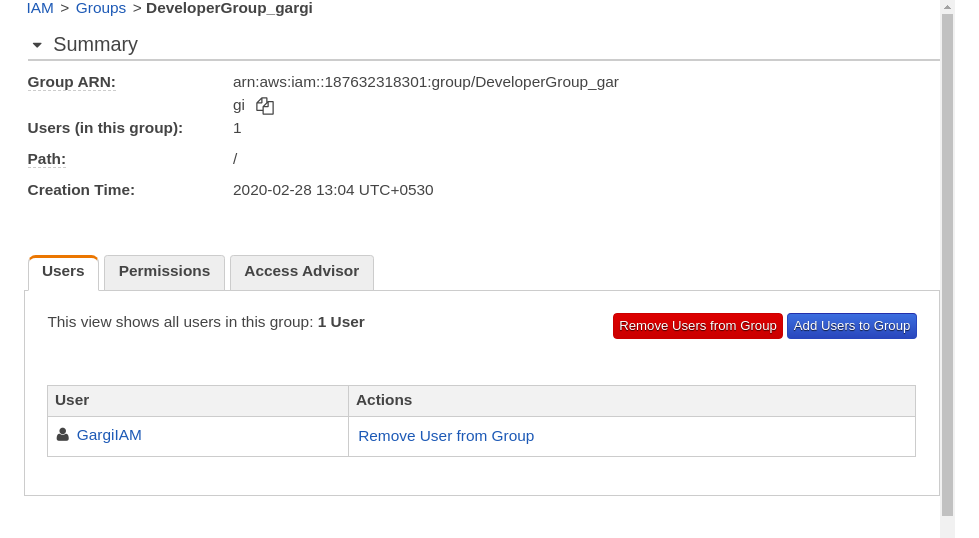 IAM > Groups > DeveloperGroup_gargi
Summary
Group ARN: arn:aws:iam::187632318301:group/DeveloperGroup_gar
gi
Users (in this group): 1
Path: /
Creation Time: 2020-02-28 13:04 UTC+0530
Users Permissions Access Advisor
This view shows all users in this group: 1 User Remove Users from Group Add Users to Group
User Actions
GargiIAM Remove User from Group